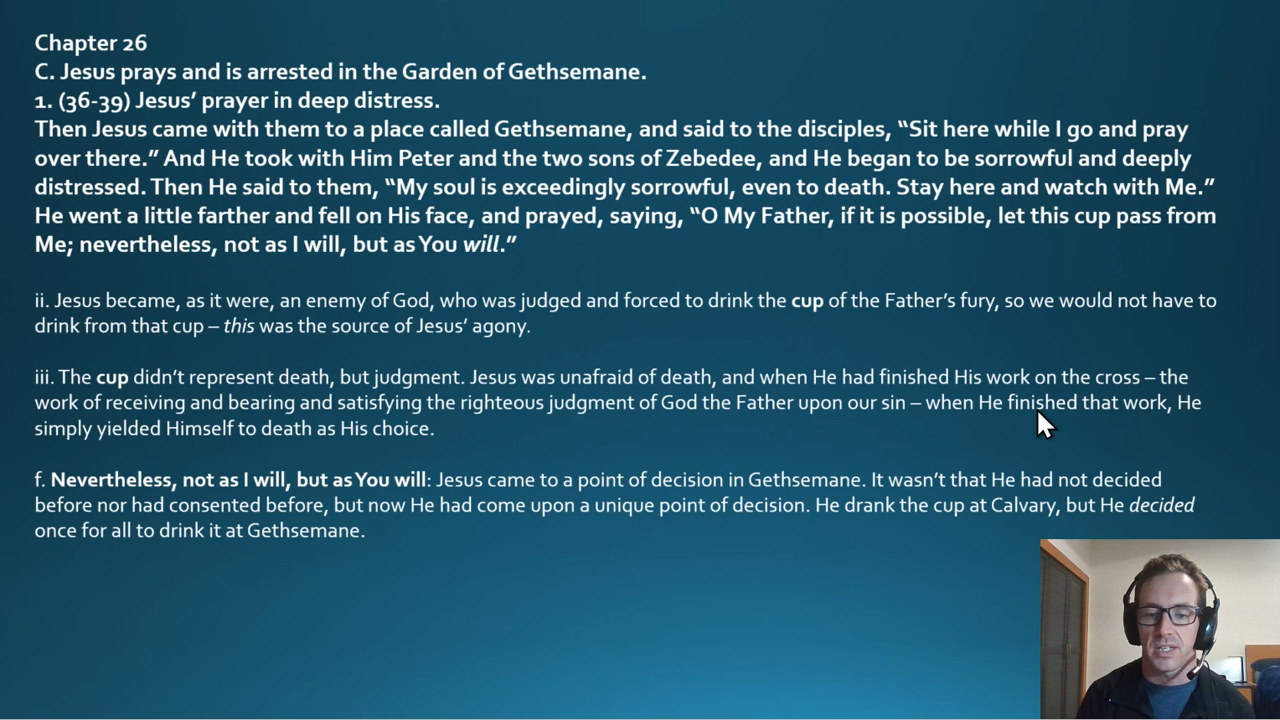 Chapter 26
C. Jesus prays and is arrested in the Garden of Gethsemane.
1. (36-39) Jesus’ prayer in deep distress.
Then Jesus came with them to a place called Gethsemane, and said to the disciples, “Sit here while I go and pray
over there.” And He took with Him Peter and the two sons of Zebedee, and He began to be sorrowful and deeply
distressed. Then He said to them, “My soul is exceedingly sorrowful, even to death. Stay here and watch with Me.”
He went a little farther and fell on His face, and prayed, saying, “O My Father, if it is possible, let this cup pass from
Me; nevertheless, not as I will, but as You will.”
ii. Jesus became, as it were, an enemy of God, who was judged and forced to drink the cup of the Father’s fury, so we would not have to
drink from that cup – this was the source of Jesus’ agony.
iii. The cup didn’t represent death, but judgment. Jesus was unafraid of death, and when He had finished His work on the cross – the
work of receiving and bearing and satisfying the righteous judgment of God the Father upon our sin – when He finished that work, He
simply yielded Himself to death as His choice.
f. Nevertheless, not as I will, but as You will: Jesus came to a point of decision in Gethsemane. It wasn’t that He had not decided
before nor had consented before, but now He had come upon a unique point of decision. He drank the cup at Calvary, but He decided
once for all to drink it at Gethsemane.